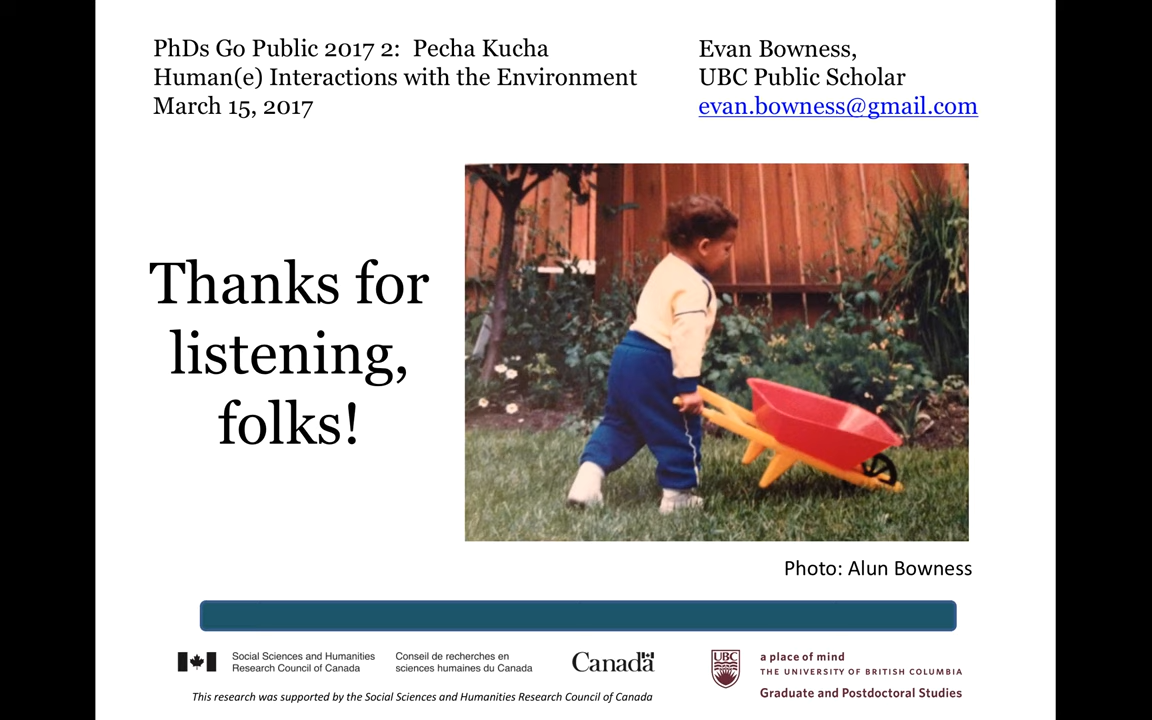 PhDs Go Public 2017 2:  Pecha Kucha
Human(e) Interactions with the Environment
March 15, 2017
Evan Bowness,
UBC Public Scholar
evan.bowness@gmail.com
Thanks for
listening,
folks!
Photo: Alun Bowness
Social Sciences and Humanities
Research Council of Canada
Conseil de recherches en
sciences humaines du Canada
Canada
This research was supported by the Social Sciences and Humanities Research Council of Canada
UBC
a place of mind
THE UNIVERSITY OF BRITISH COLUMBIA
Graduate and Postdoctoral Studies